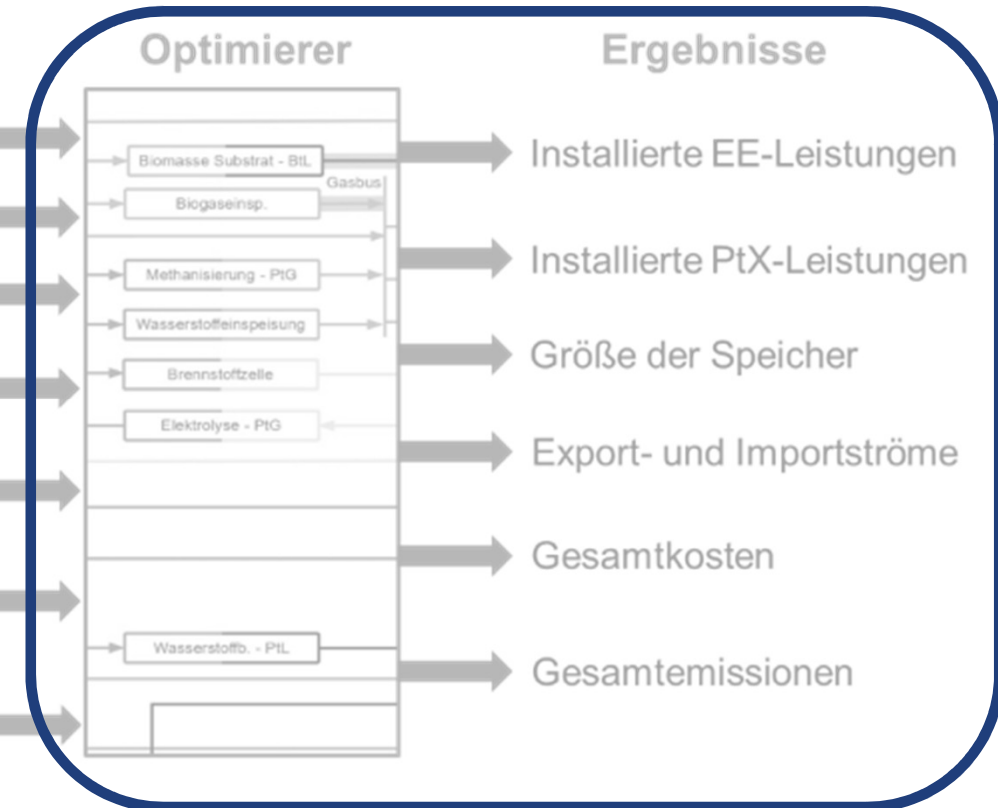 Optimierer
Ergebnisse
Biomasse Substrat - BtL
Gasbus
Biogaseinsp.
Methanisierung - PtG
Wasserstoffeinspeisung
Brennstoffzelle
Elektrolyse - PtG
Wasserstoffb. - PtL
Installierte EE-Leistungen
Installierte PtX-Leistungen
Größe der Speicher
Export- und Importströme
Gesamtkosten
Gesamtemissionen